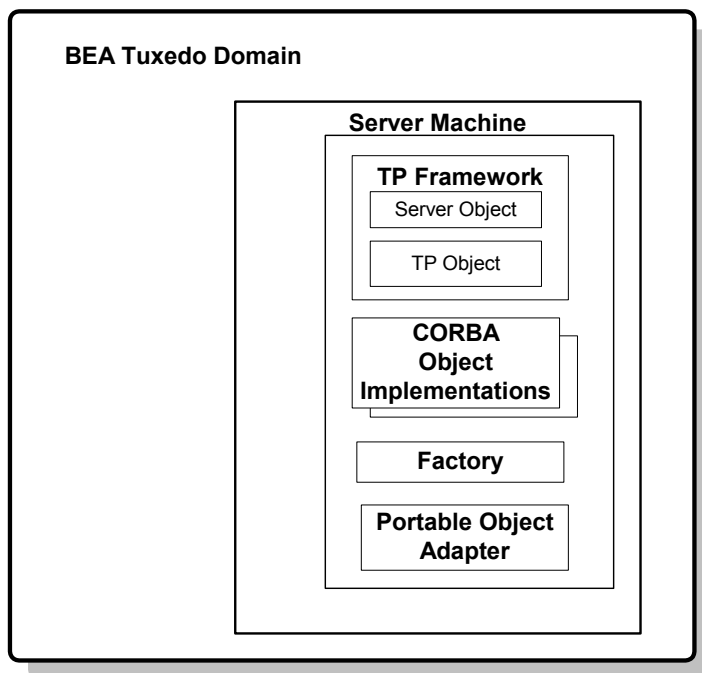 BEA Tuxedo Domain
Server Machine
TP Framework
Server Object
TP Object
CORBA
Object
Implementations
Factory
Portable Object
Adapter